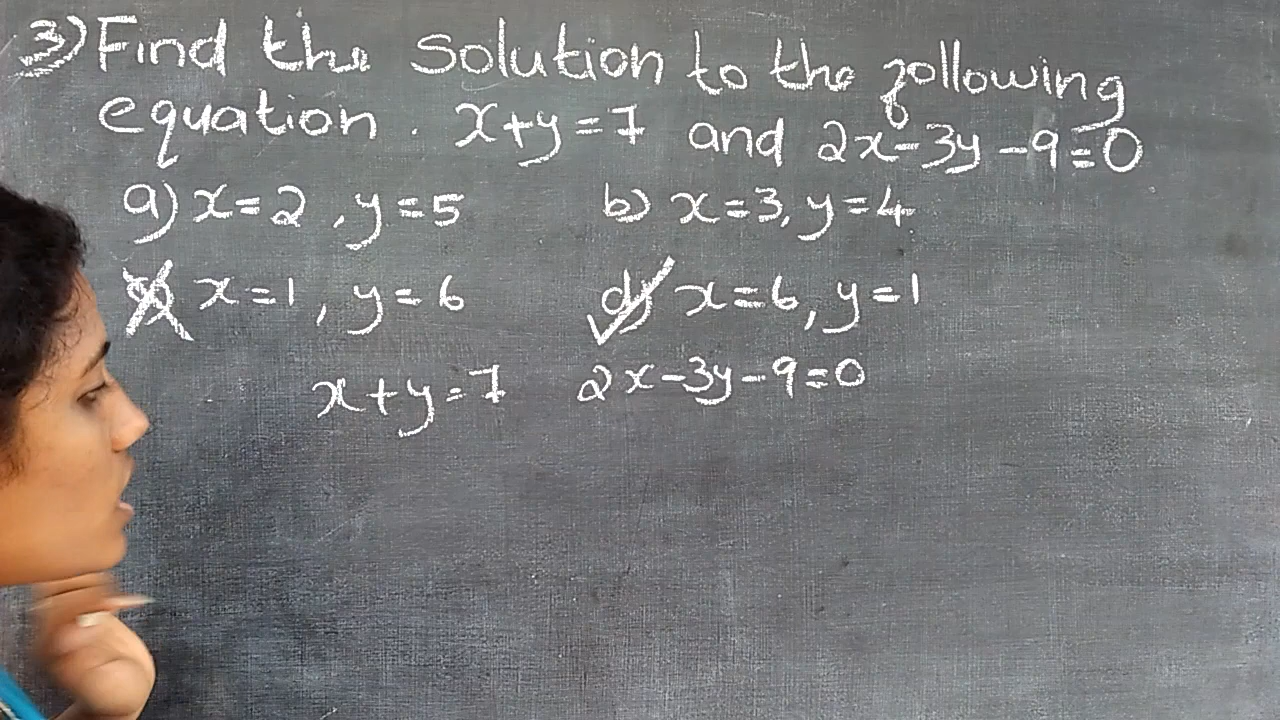 3) Find the solution to the following
equation. x+y=7 and 2x-3y-9=0
a) x=2, y=5 b) x=3, y=4
x=1, y=6 d) x=6, y=1
x+y=7 2x-3y-9=0